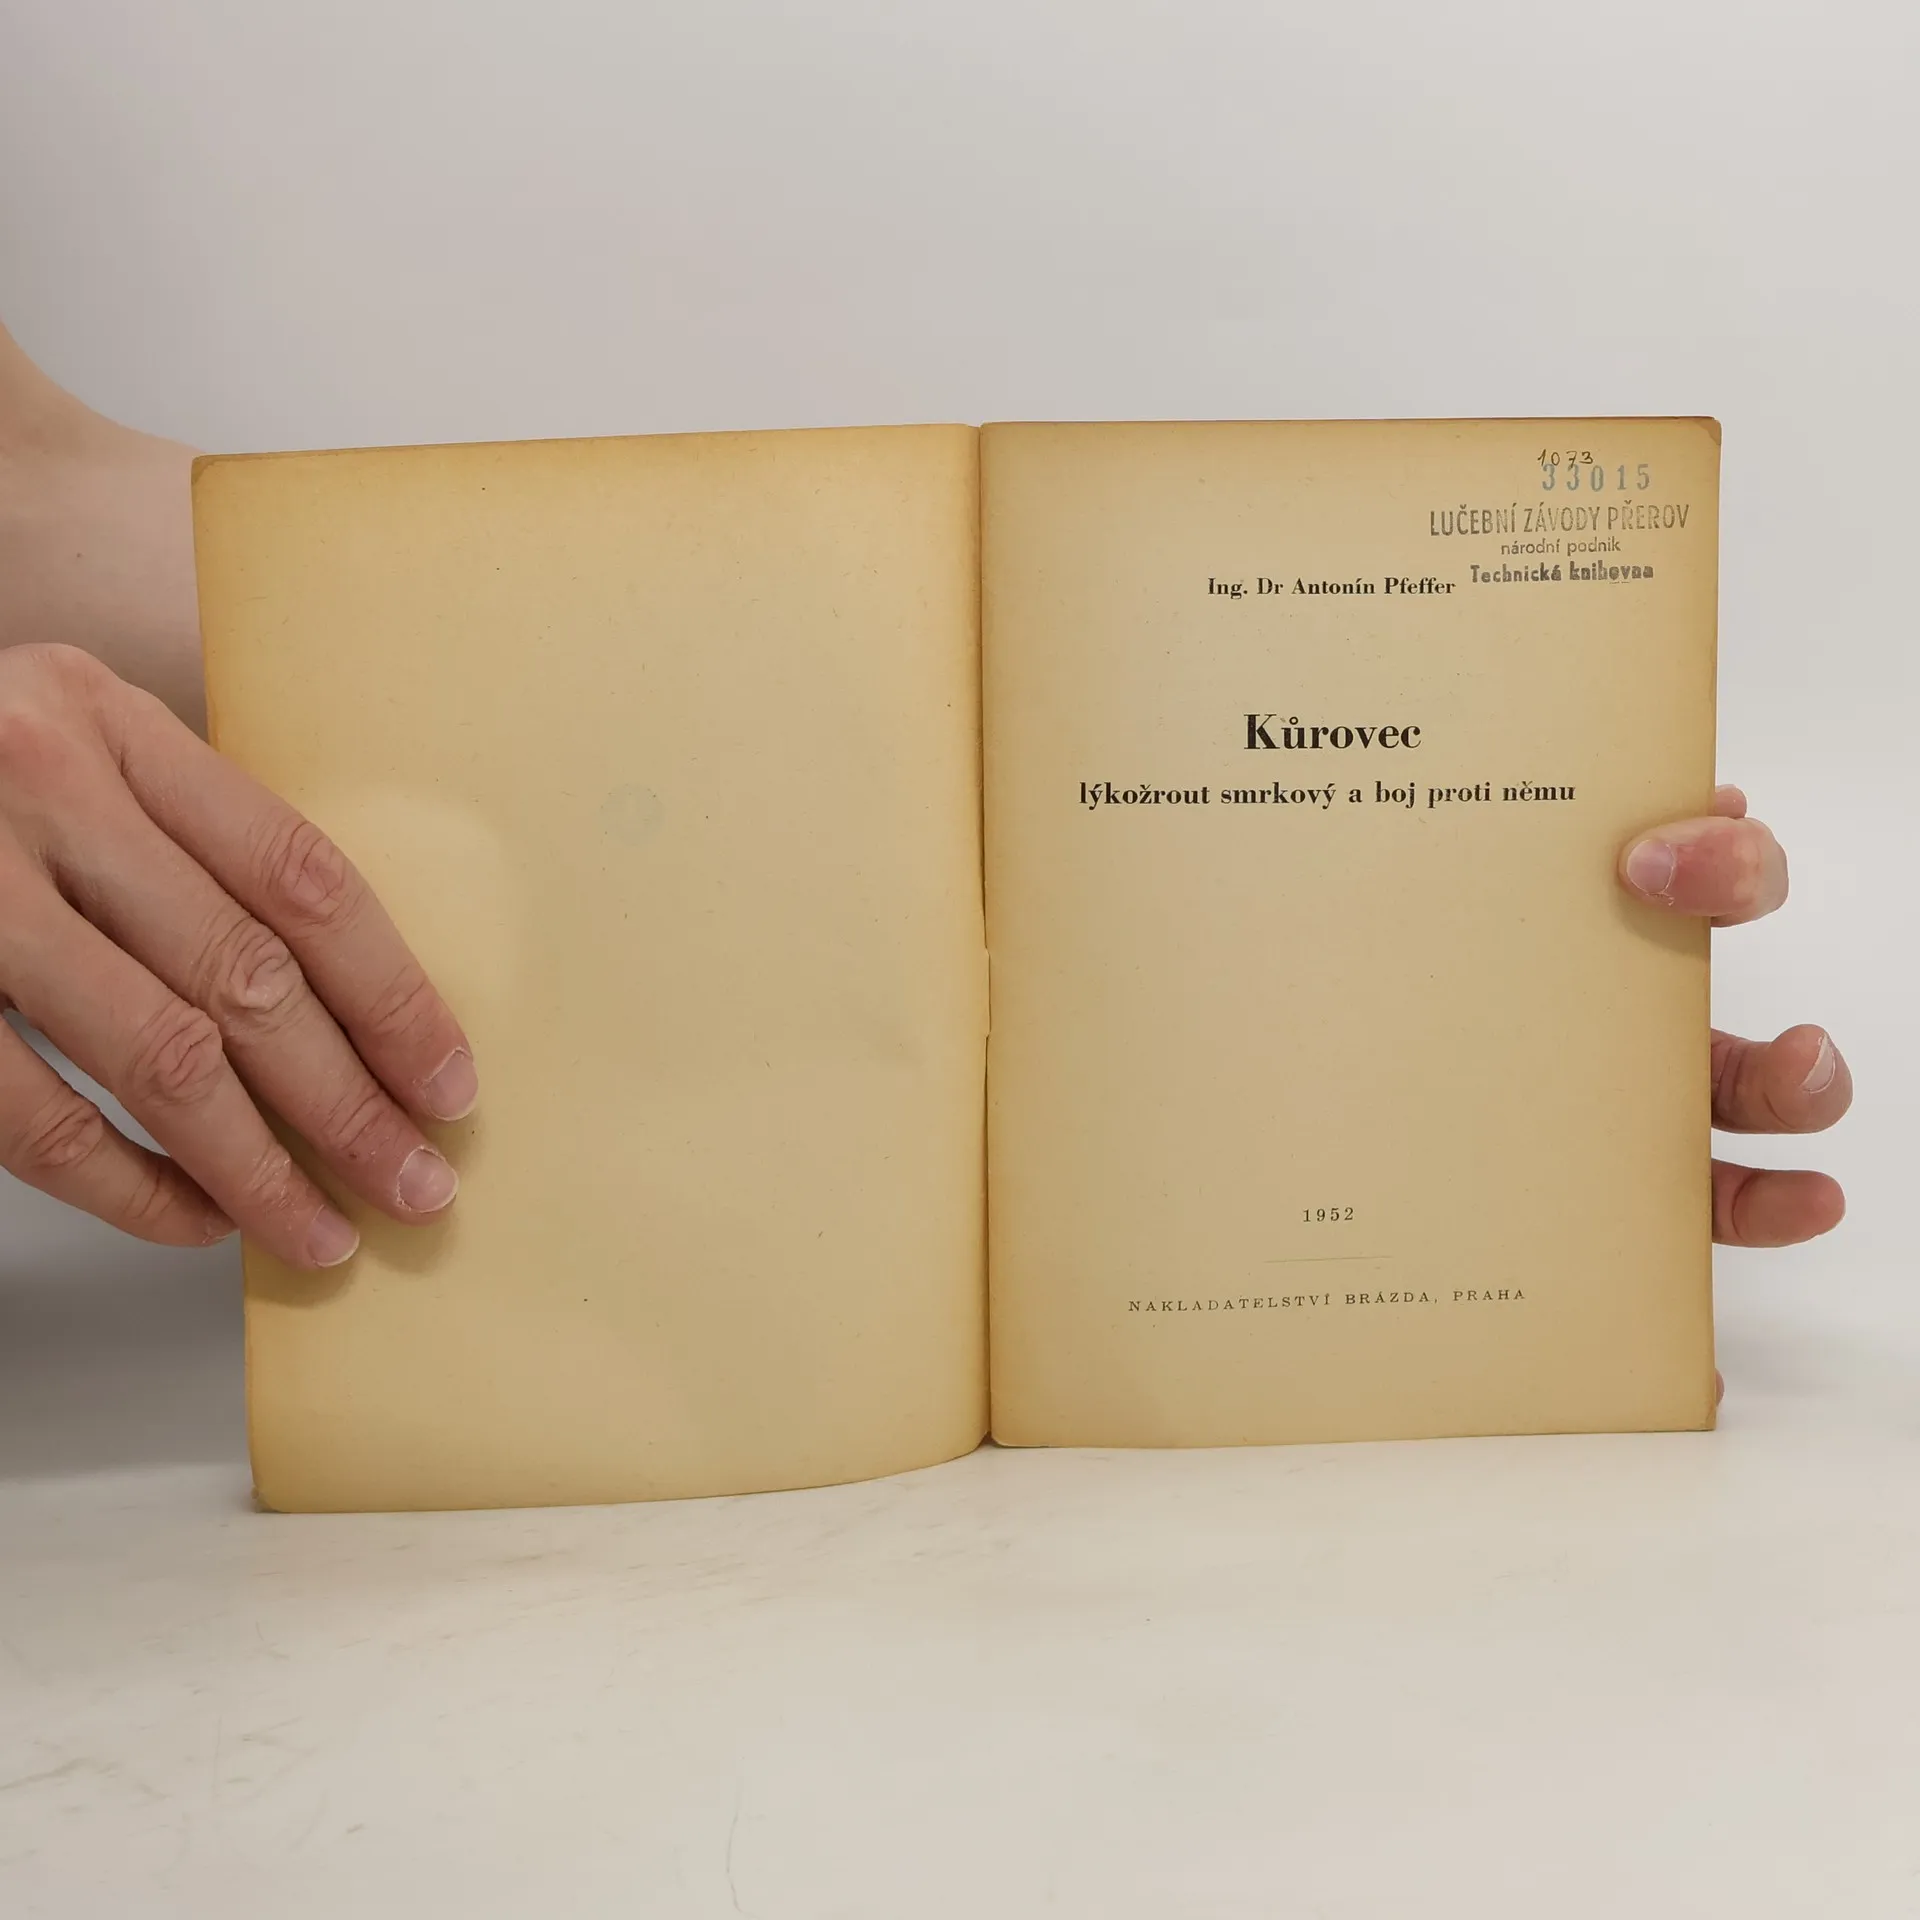 1073
33015
LUČEBNÍ ZÁVODY PŘEROV
národní podnik
Technická knihovna
Ing. Dr Antonín Pfeffer
Kůrovec
lýkožrout smrkový a boj proti němu
1952
NAKLADATELSTVÍ BRÁZDA, PRAHA